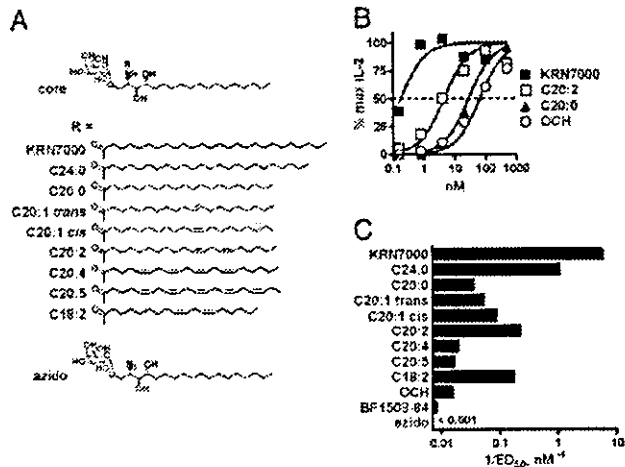 A
core
R =
KRN7000
C24:0
C20:0
C20:1 trans
C20:1 cis
C20:2
C20:4
C20:5
C18:2
azido
B
% max IL-2
100
75
50
25
0
0.1 1 10 100 1000
nM
KRN7000
C20:2
C20:0
OCH
C
KRN7000
C24:0
C20:0
C20:1 trans
C20:1 cis
C20:2
C20:4
C20:5
C18:2
OCH
BF1508-84
azido < 0.001
0.01 0.1 1 10
1/ED50, nM⁻¹